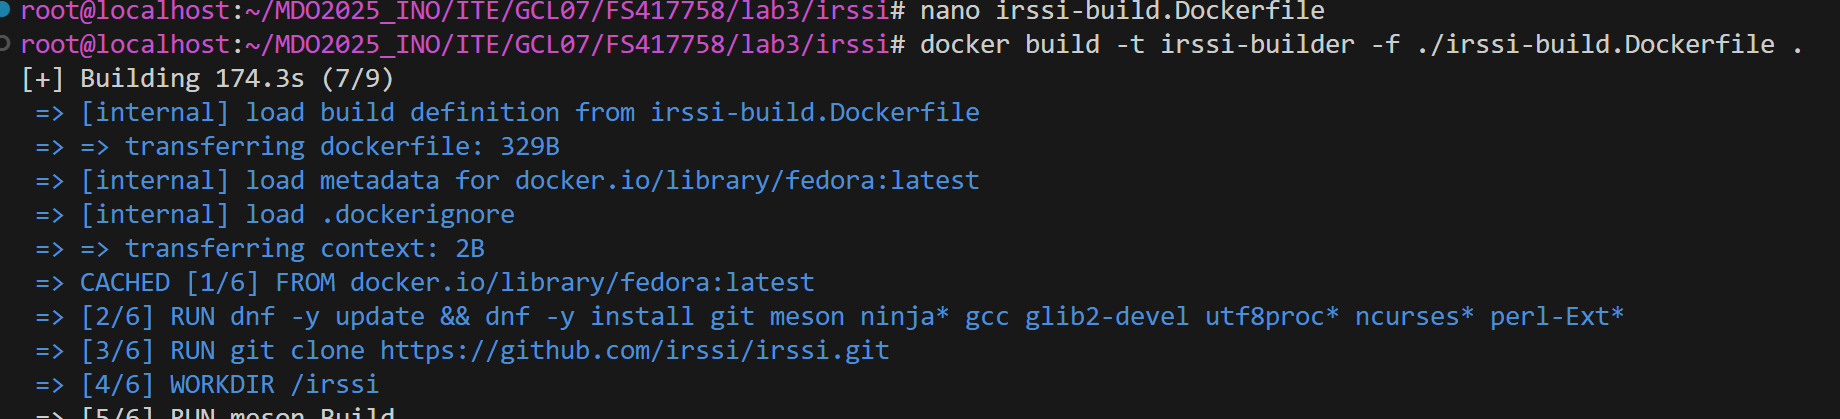 root@localhost:~/MDO2025_INO/ITE/GCL07/FS417758/lab3/irssi# nano irssi-build.Dockerfile
root@localhost:~/MDO2025_INO/ITE/GCL07/FS417758/lab3/irssi# docker build -t irssi-builder -f ./irssi-build.Dockerfile .
[+] Building 174.3s (7/9)
=> [internal] load build definition from irssi-build.Dockerfile
=> => transferring dockerfile: 329B
=> [internal] load metadata for docker.io/library/fedora:latest
=> [internal] load .dockerignore
=> => transferring context: 2B
=> CACHED [1/6] FROM docker.io/library/fedora:latest
=> [2/6] RUN dnf -y update && dnf -y install git meson ninja* gcc glib2-devel utf8proc* ncurses* perl-Ext*
=> [3/6] RUN git clone https://github.com/irssi/irssi.git
=> [4/6] WORKDIR /irssi
=> [5/6] RUN meson Build